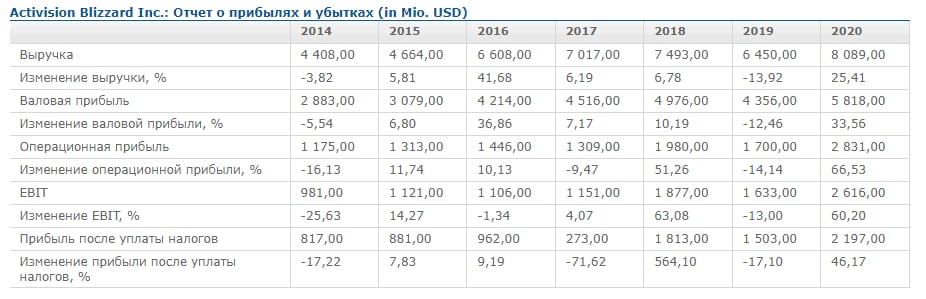 Activision Blizzard Inc.: Отчет о прибылях и убытках (in Mio. USD)
2014 2015 2016 2017 2018 2019 2020
Выручка 4 408,00 4 664,00 6 608,00 7 017,00 7 493,00 6 450,00 8 089,00
Изменение выручки, % -3,82 5,81 41,68 6,19 6,78 -13,92 25,41
Валовая прибыль 2 883,00 3 079,00 4 214,00 4 516,00 4 976,00 4 356,00 5 818,00
Изменение валовой прибыли, % -5,54 6,80 36,86 7,17 10,19 -12,46 33,56
Операционная прибыль 1 175,00 1 313,00 1 446,00 1 309,00 1 980,00 1 700,00 2 831,00
Изменение операционной прибыли, % -16,13 11,74 10,13 -9,47 51,26 -14,14 66,53
EBIT 981,00 1 121,00 1 106,00 1 151,00 1 877,00 1 633,00 2 616,00
Изменение EBIT, % -25,63 14,27 -1,34 4,07 63,08 -13,00 60,20
Прибыль после уплаты налогов 817,00 881,00 962,00 273,00 1 813,00 1 503,00 2 197,00
Изменение прибыли после уплаты -17,22 7,83 9,19 -71,62 564,10 -17,10 46,17
налогов, %